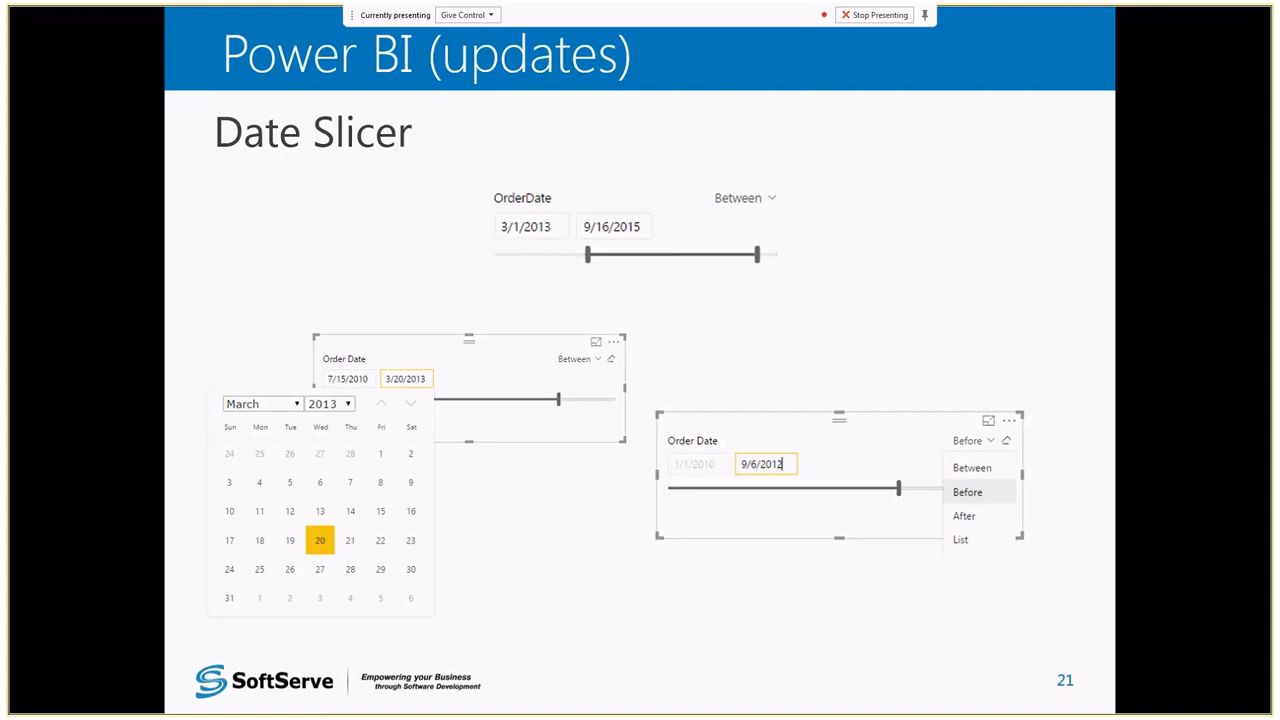 Currently presenting Give Control Stop Presenting
Power BI (updates)
Date Slicer
OrderDate Between
3/1/2013 9/16/2015
Order Date Between
7/15/2010 3/20/2013
March 2013
Sun Mon Tue Wed Thu Fri Sat
24 25 26 27 28 1 2
3 4 5 6 7 8 9
10 11 12 13 14 15 16
17 18 19 20 21 22 23
24 25 26 27 28 29 30
31 1 2 3 4 5 6
Order Date Before
1/1/2010 9/6/2012
Between
Before
After
List
SoftServe
Empowering your Business
through Software Development
21